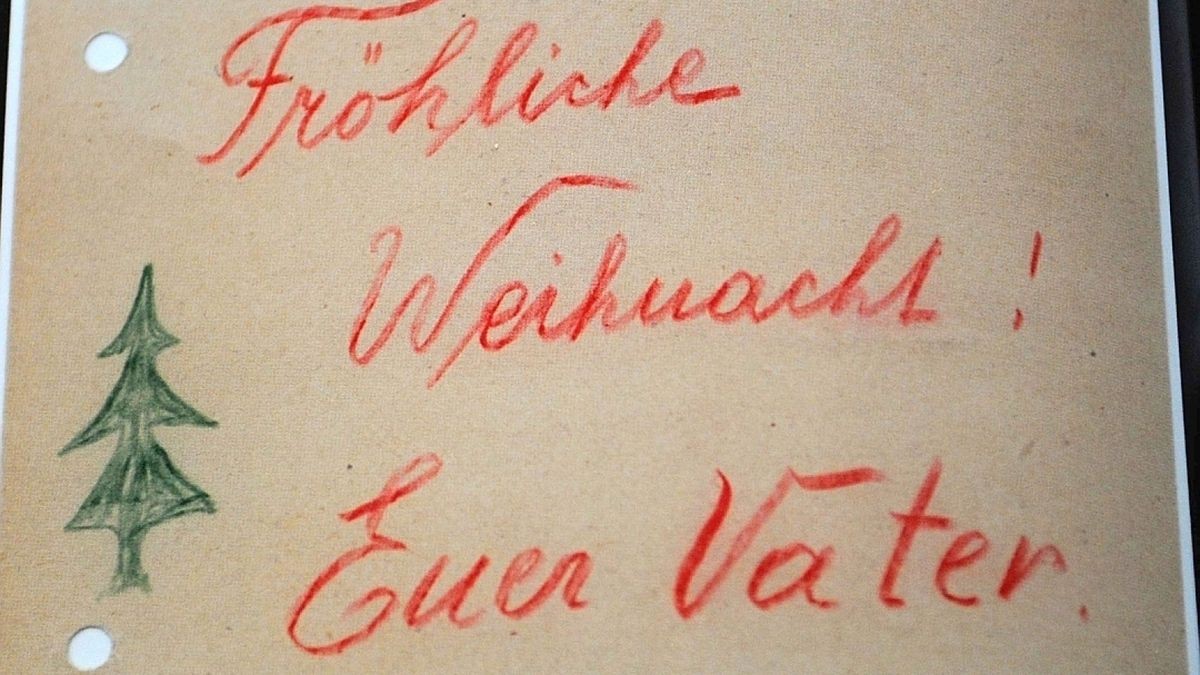 Fröhliche
Weihnacht!
Euer Vater.